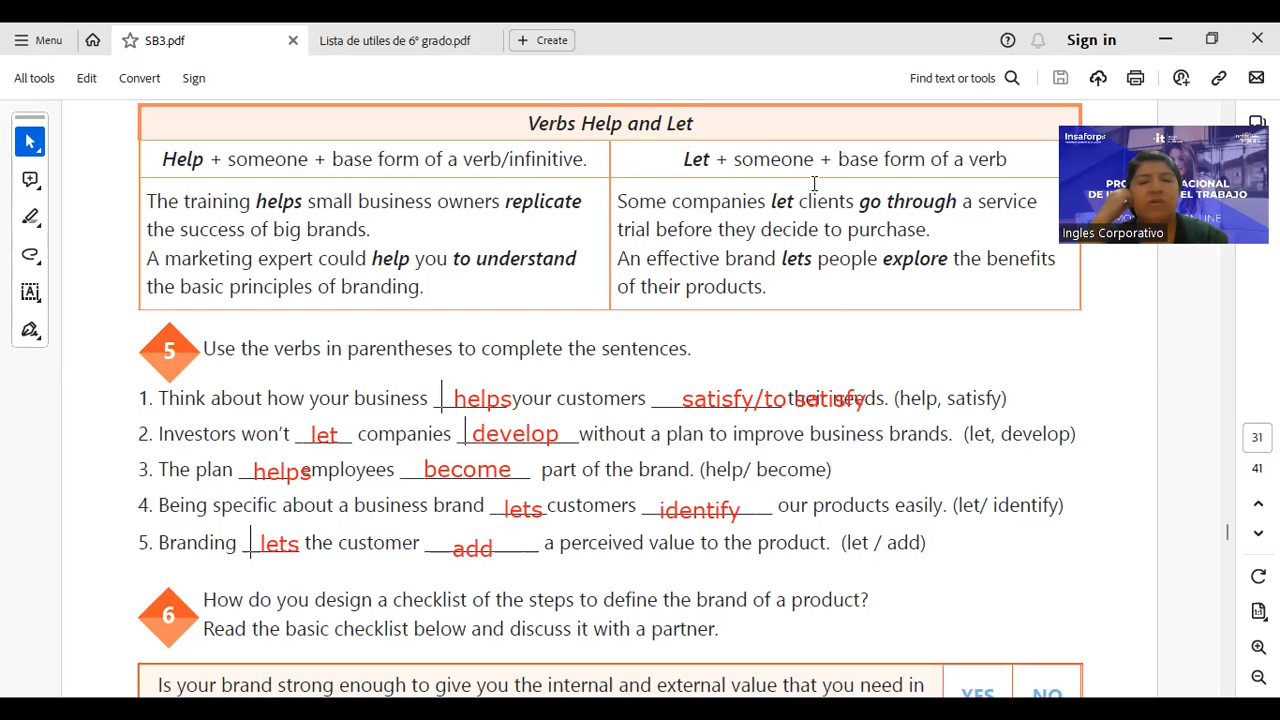 Menu SB3.pdf Lista de utiles de 6º grado.pdf Create Sign in
All tools Edit Convert Sign Find text or tools
Verbs Help and Let
Help + someone + base form of a verb/infinitive.
Let + someone + base form of a verb
The training helps small business owners replicate
the success of big brands.
A marketing expert could help you to understand
the basic principles of branding.
Some companies let clients go through a service
trial before they decide to purchase.
An effective brand lets people explore the benefits
of their products.
Insaforp
it
Ingles Corporativo
5 Use the verbs in parentheses to complete the sentences.
1. Think about how your business helps your customers satisfy/to satisfy their needs. (help, satisfy)
2. Investors won't let companies develop without a plan to improve business brands. (let, develop)
3. The plan helps employees become part of the brand. (help/ become)
4. Being specific about a business brand lets customers identify our products easily. (let/ identify)
5. Branding lets the customer add a perceived value to the product. (let / add)
6 How do you design a checklist of the steps to define the brand of a product?
Read the basic checklist below and discuss it with a partner.
Is your brand strong enough to give you the internal and external value that you need in
YES NO
31
41